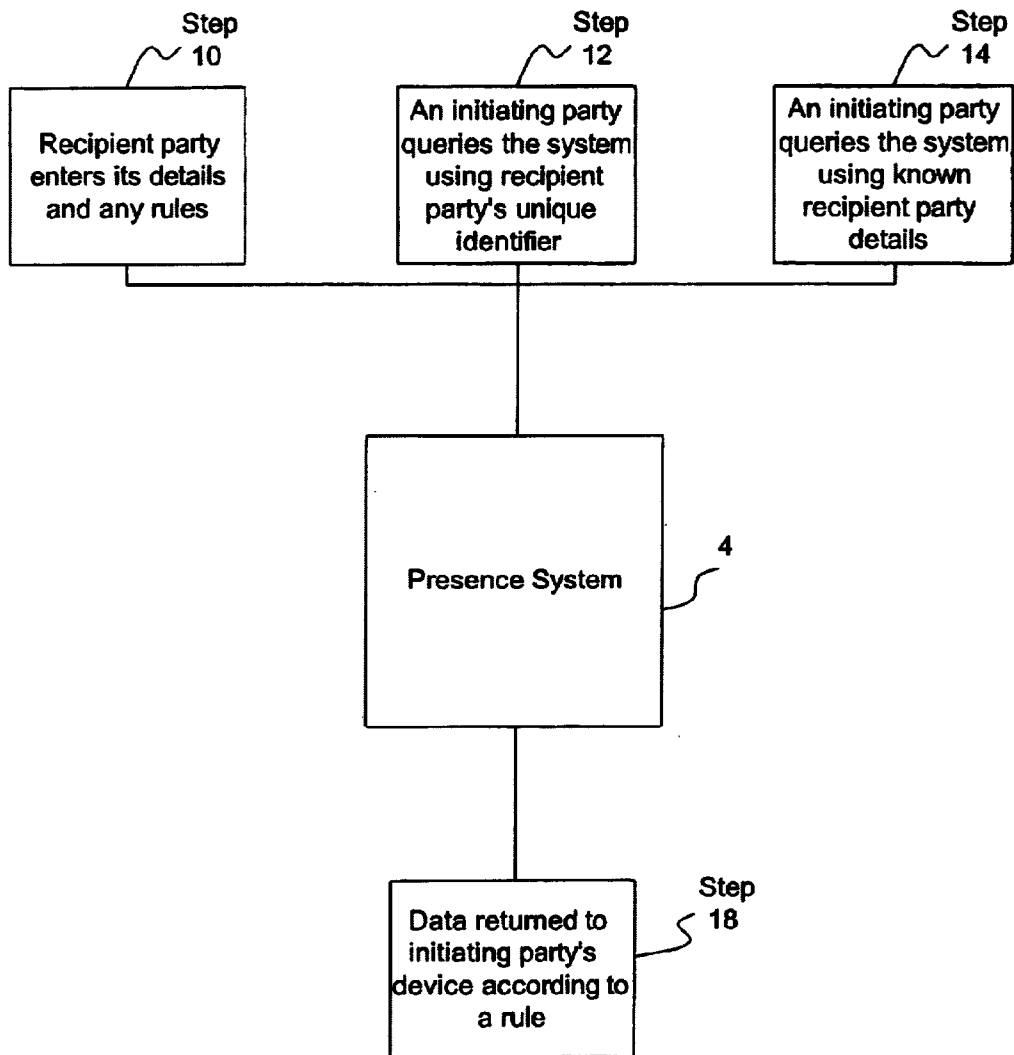 Step
10
Step
12
Step
14
Recipient party
enters its details
and any rules
An initiating party
queries the system
using recipient
party's unique
identifier
An initiating party
queries the system
using known
recipient party
details
Presence System
4
Step
18
Data returned to
initiating party's
device according to
a rule